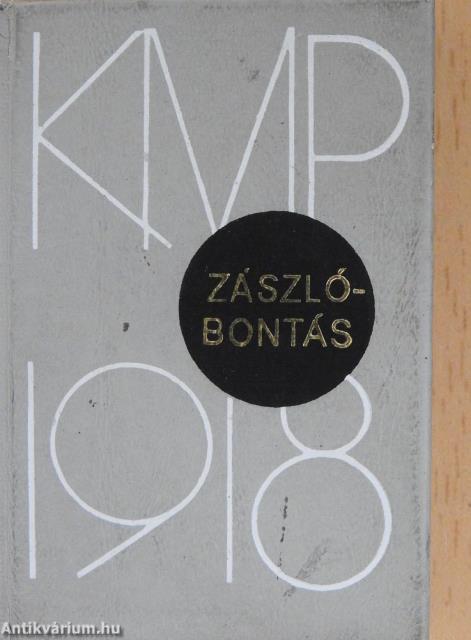 KMP
ZÁSZLÓ-
BONTÁS
1918
Antikvárium.hu